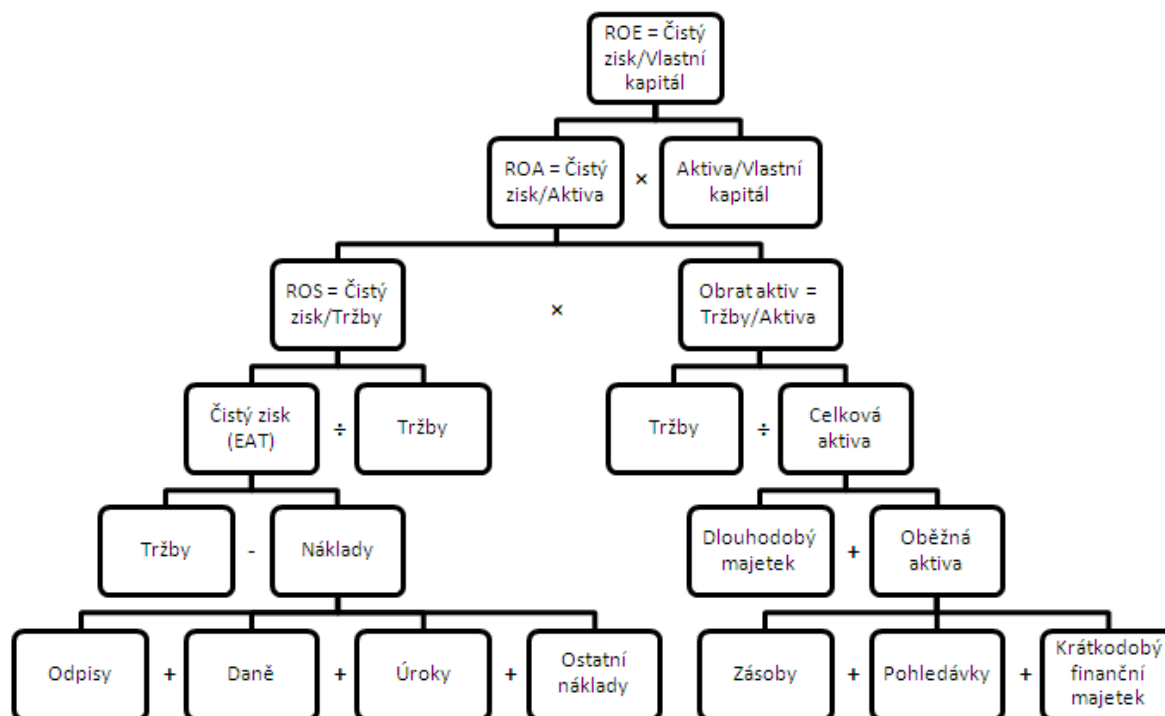 ROE = Čistý
zisk/Vlastní
kapitál
ROA = Čistý
zisk/Aktiva
×
Aktiva/Vlastní
kapitál
ROS = Čistý
zisk/Tržby
×
Obrat aktiv =
Tržby/Aktiva
Čistý zisk
(EAT)
÷
Tržby
Tržby
÷
Celková
aktiva
Tržby
-
Náklady
Dlouhodobý
majetek
+
Oběžná
aktiva
Odpisy
+
Daně
+
Úroky
+
Ostatní
náklady
Zásoby
+
Pohledávky
+
Krátkodobý
finanční
majetek